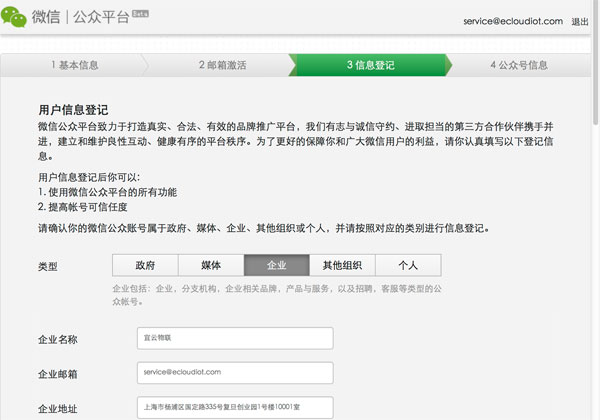 微信 | 公众平台 Beta
service@ecloudiot.com 退出
1 基本信息 2 邮箱激活 3 信息登记 4 公众号信息
用户信息登记
微信公众平台致力于打造真实、合法、有效的品牌推广平台，我们有志与诚信守约、进取担当的第三方合作伙伴携手并
进，建立和维护良性互动、健康有序的平台秩序。为了更好的保障你和广大微信用户的利益，请你认真填写以下登记信
息。
用户信息登记后你可以:
1. 使用微信公众平台的所有功能
2. 提高帐号可信任度
请确认你的微信公众账号属于政府、媒体、企业、其他组织或个人，并请按照对应的类别进行信息登记。
类型 政府 媒体 企业 其他组织 个人
企业包括：企业，分支机构，企业相关品牌，产品与服务，以及招聘，客服等类型的公
众帐号。
企业名称 宜云物联
企业邮箱 service@ecloudiot.com
企业地址 上海市杨浦区国定路335号复旦创业园1号楼10001室